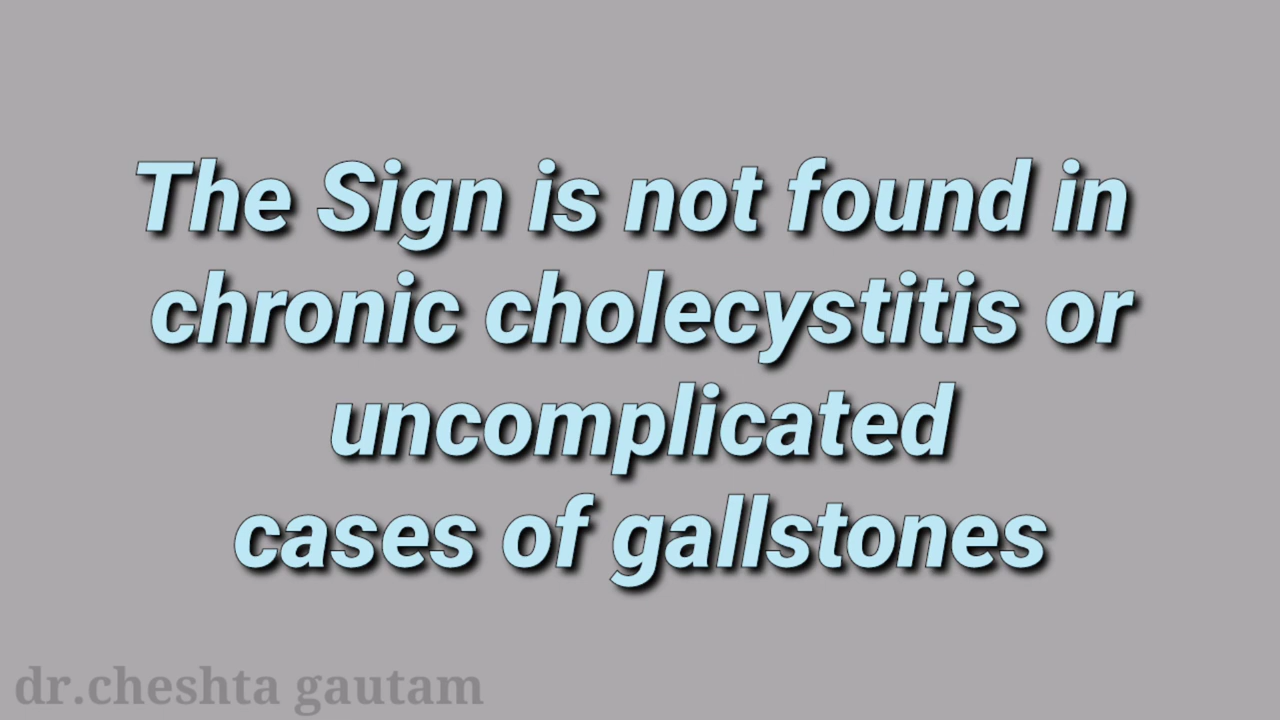 The Sign is not found in
chronic cholecystitis or
uncomplicated
cases of gallstones
dr.cheshta gautam